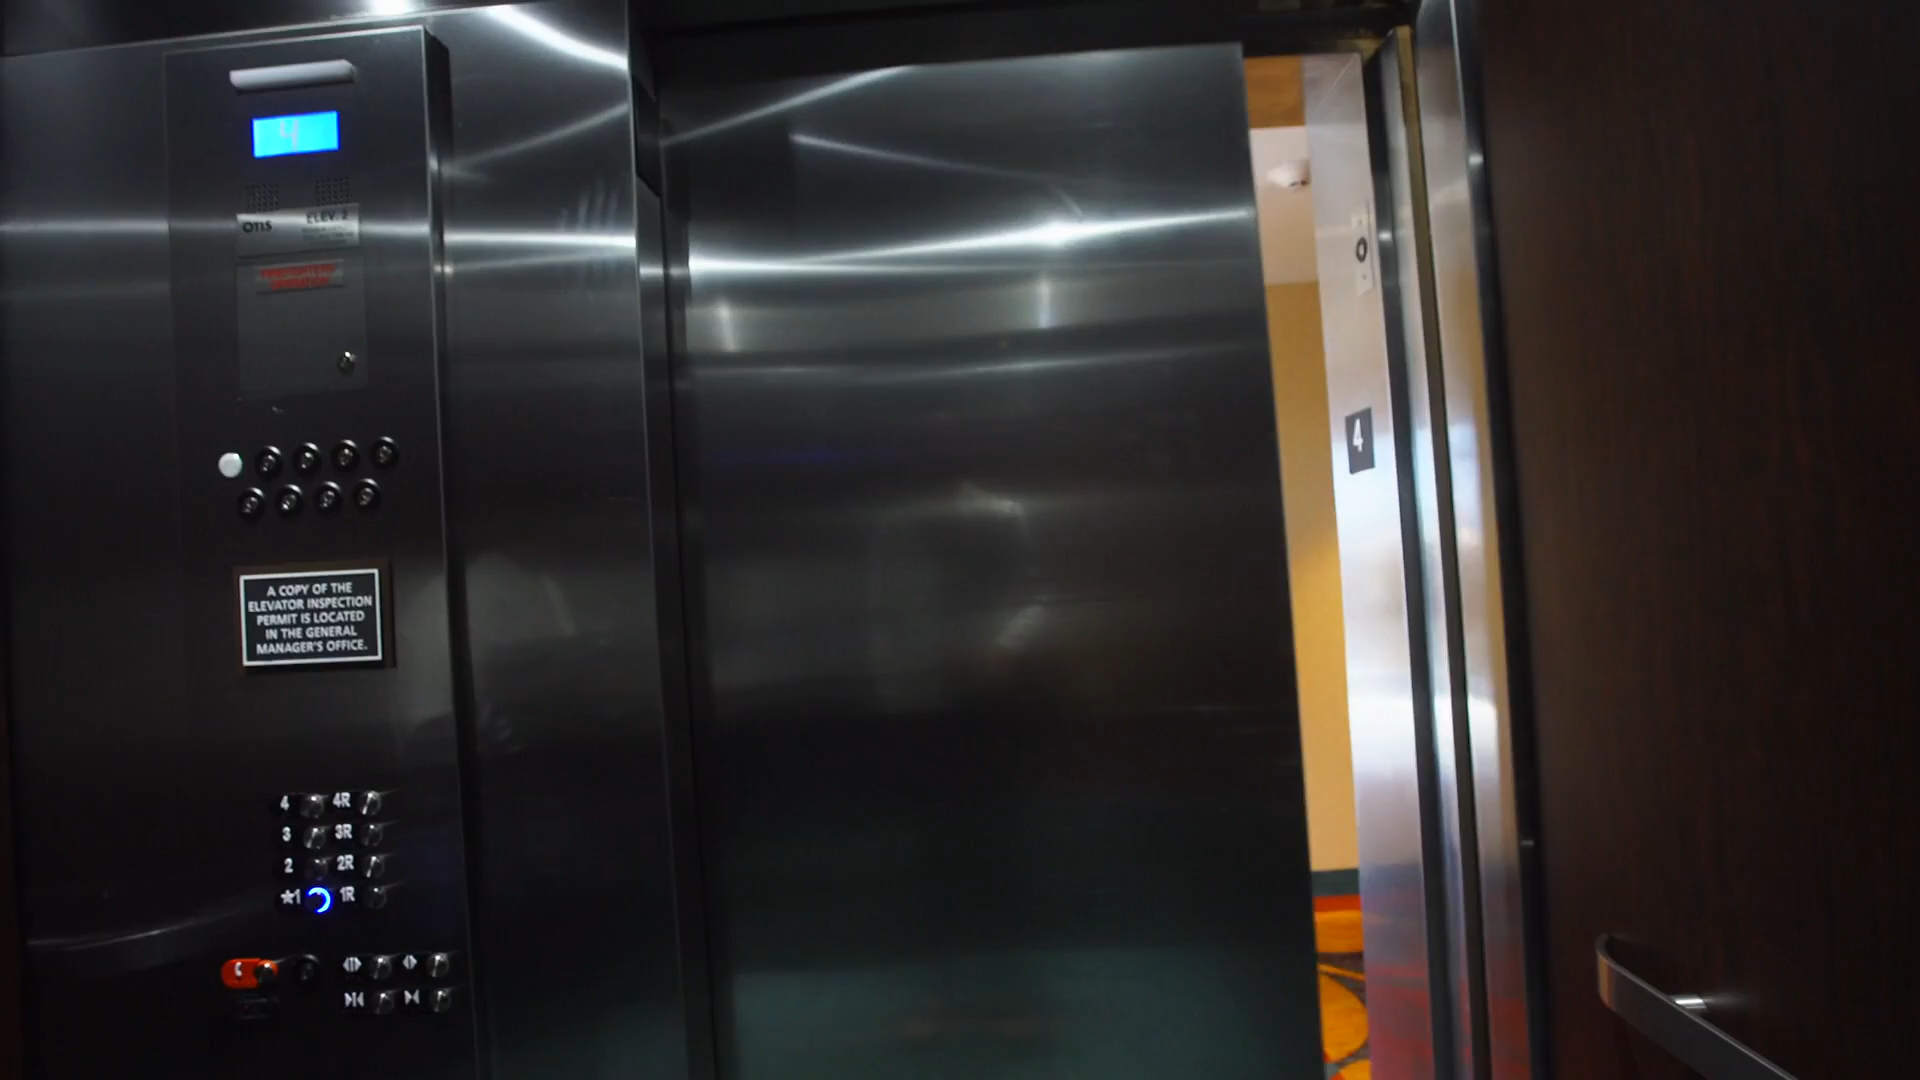 4
OTIS
ELEV. 2
A COPY OF THE
ELEVATOR INSPECTION
PERMIT IS LOCATED
IN THE GENERAL
MANAGER'S OFFICE.
4
4 4R
3 3R
2 2R
★1 1R